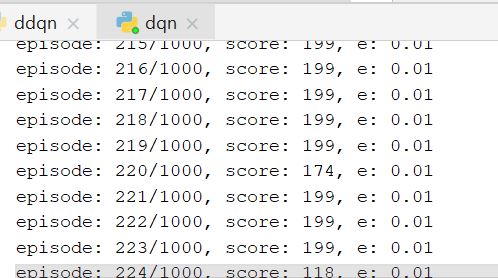 ddqn
dqn
episode: 215/1000, score: 199, e: 0.01
episode: 216/1000, score: 199, e: 0.01
episode: 217/1000, score: 199, e: 0.01
episode: 218/1000, score: 199, e: 0.01
episode: 219/1000, score: 199, e: 0.01
episode: 220/1000, score: 174, e: 0.01
episode: 221/1000, score: 199, e: 0.01
episode: 222/1000, score: 199, e: 0.01
episode: 223/1000, score: 199, e: 0.01
episode: 224/1000, score: 118, e: 0.01